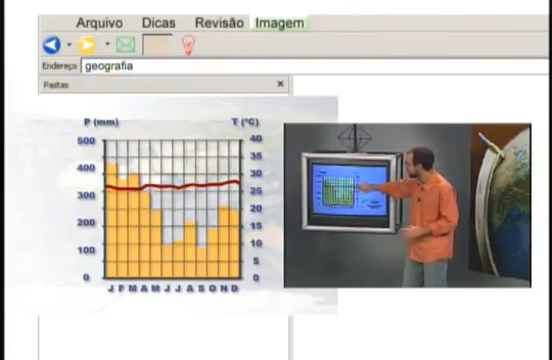 Arquivo Dicas Revisão Imagem
Endereço geografia
Pastas
P (mm) T (°C)
500 40
400 35
300 30
200 25
100 20
0 15
10
5
0
J F M A M J J A S O N D